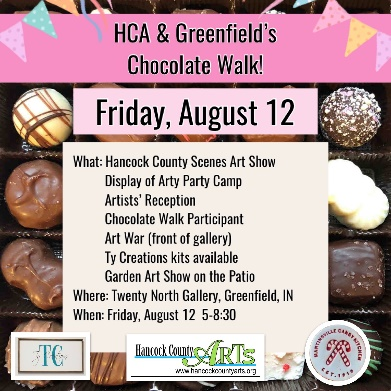 HCA & Greenfield's
Chocolate Walk!
Friday, August 12
What: Hancock County Scenes Art Show
Display of Arty Party Camp
Artists' Reception
Chocolate Walk Participant
Art War (front of gallery)
Ty Creations kits available
Garden Art Show on the Patio
Where: Twenty North Gallery, Greenfield, IN
When: Friday, August 12 5-8:30
TC
Hancock County
ARTs
www.hancockcountyarts.org
MARTINSVILLE CANDY KITCHEN
EST. 1919